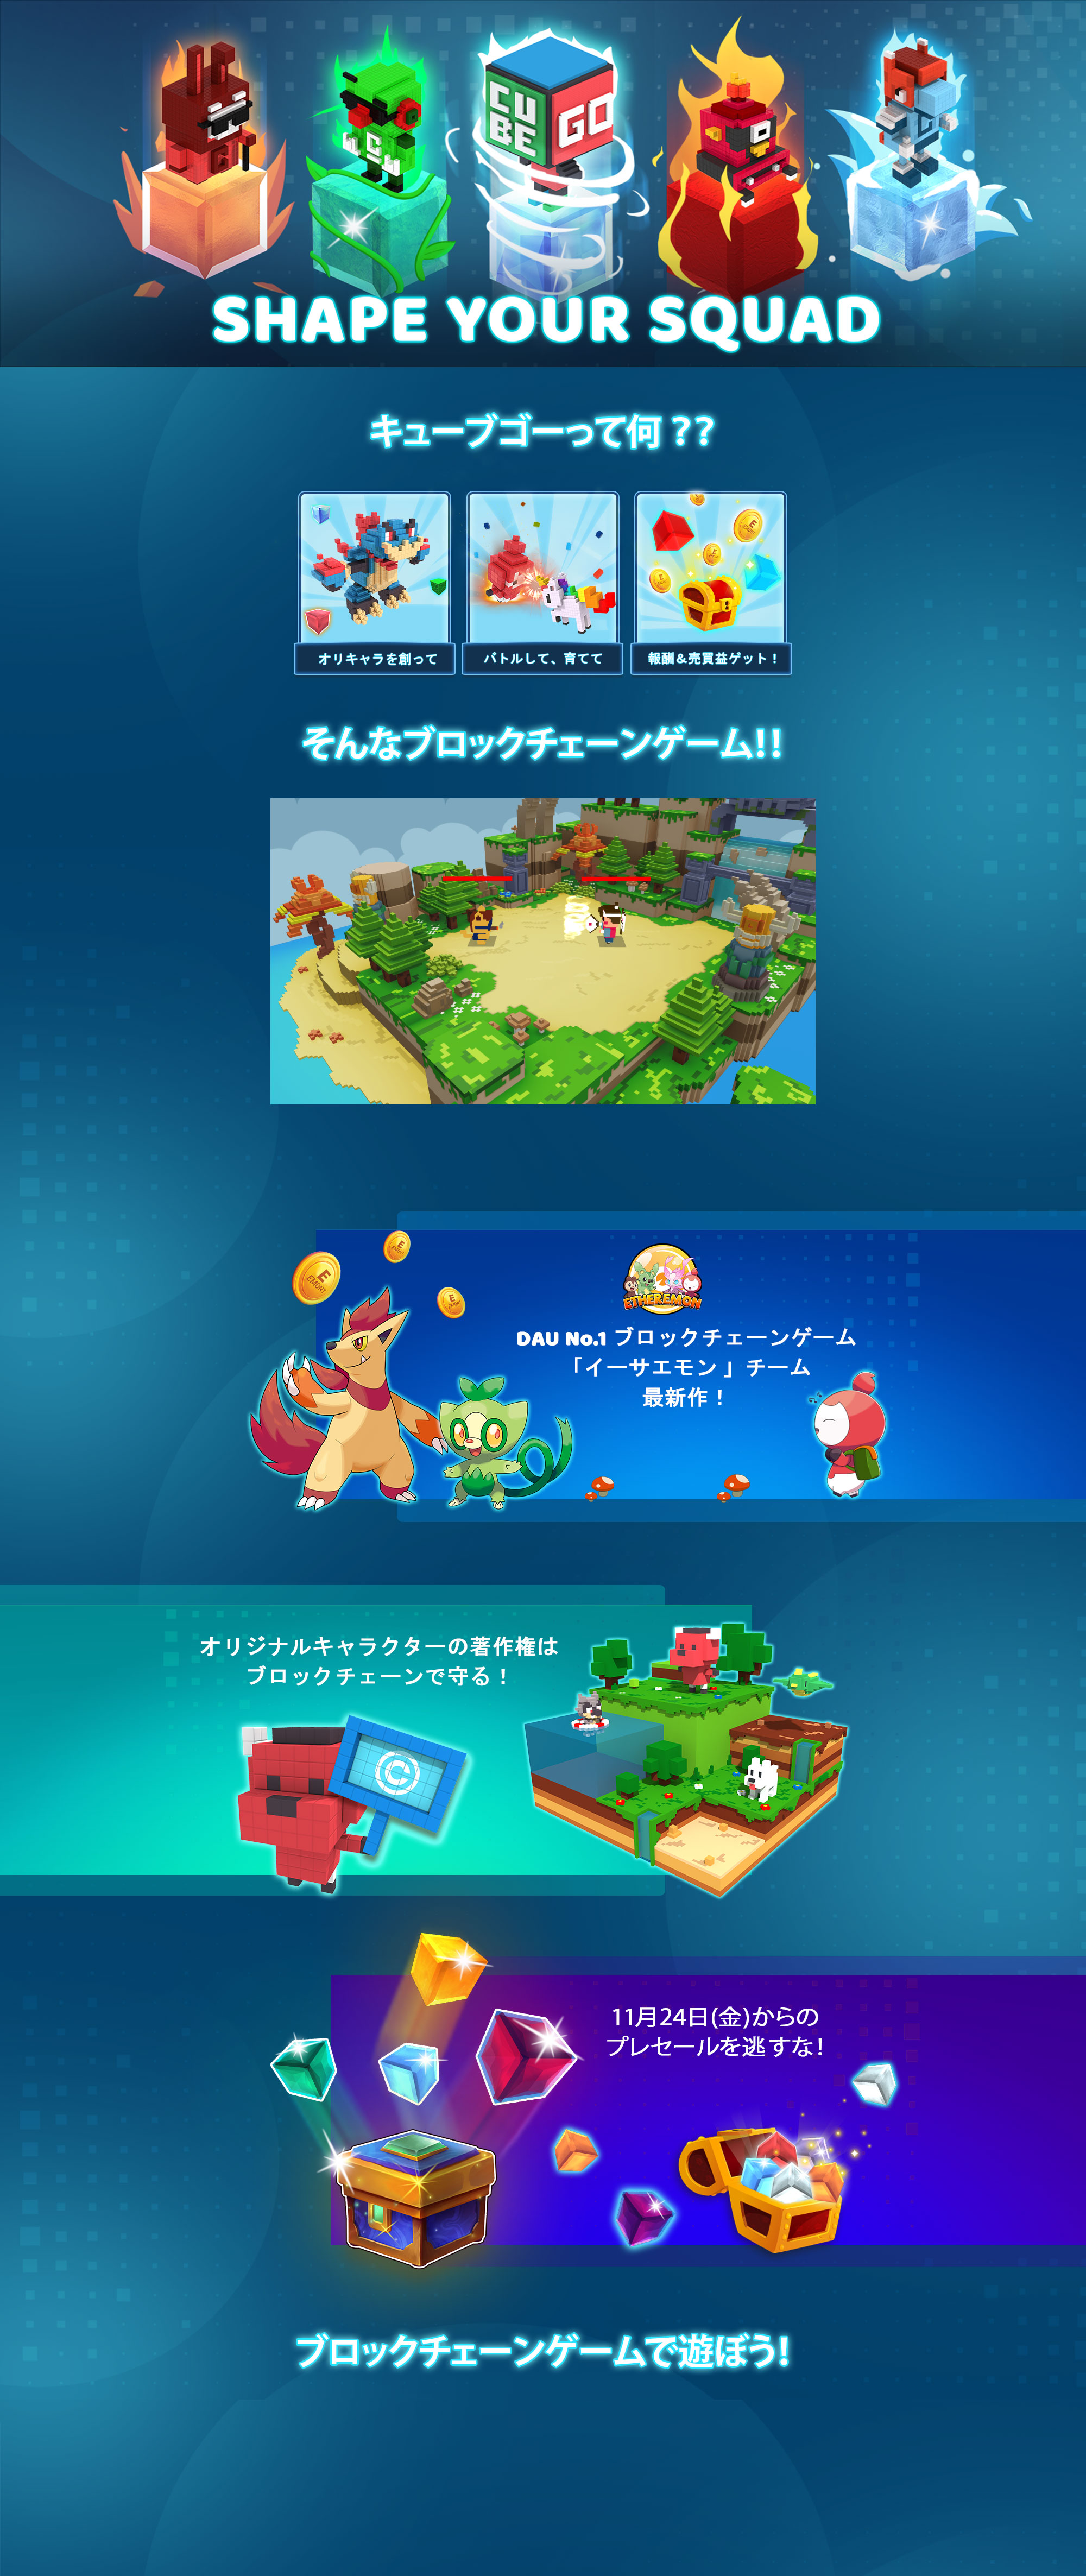 CU
BE
GO
SHAPE YOUR SQUAD
キューブゴーって何？?
オリキャラを創って
バトルして、育てて
報酬＆売買益ゲット！
そんなブロックチェーンゲーム!!
E
EMONT
E
E
ETHEREMON
DAU No.1 ブロックチェーンゲーム
「イーサエモン 」チーム
最新作！
オリジナルキャラクターの著作権は
ブロックチェーンで守る！
©
11月24日(金)からの
プレセールを逃すな!
ブロックチェーンゲームで遊ぼう!